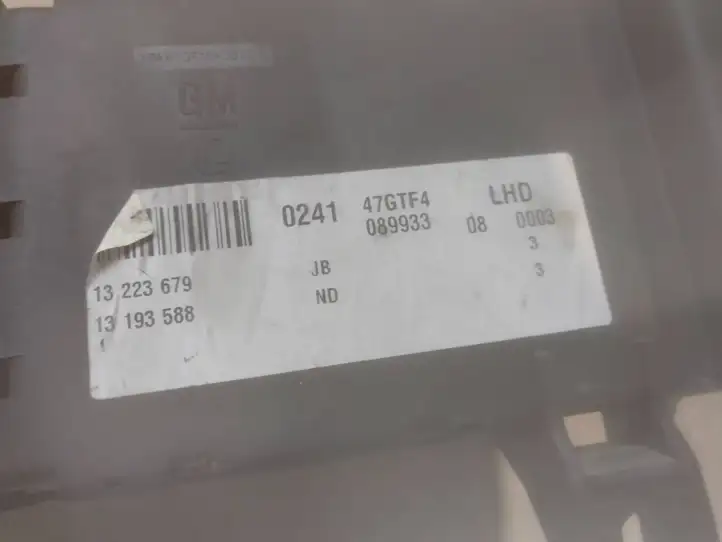 GM
0241 47GTF4 LHD
089933 08 0003
13 223 679 JB 3
13 193 588 ND 3